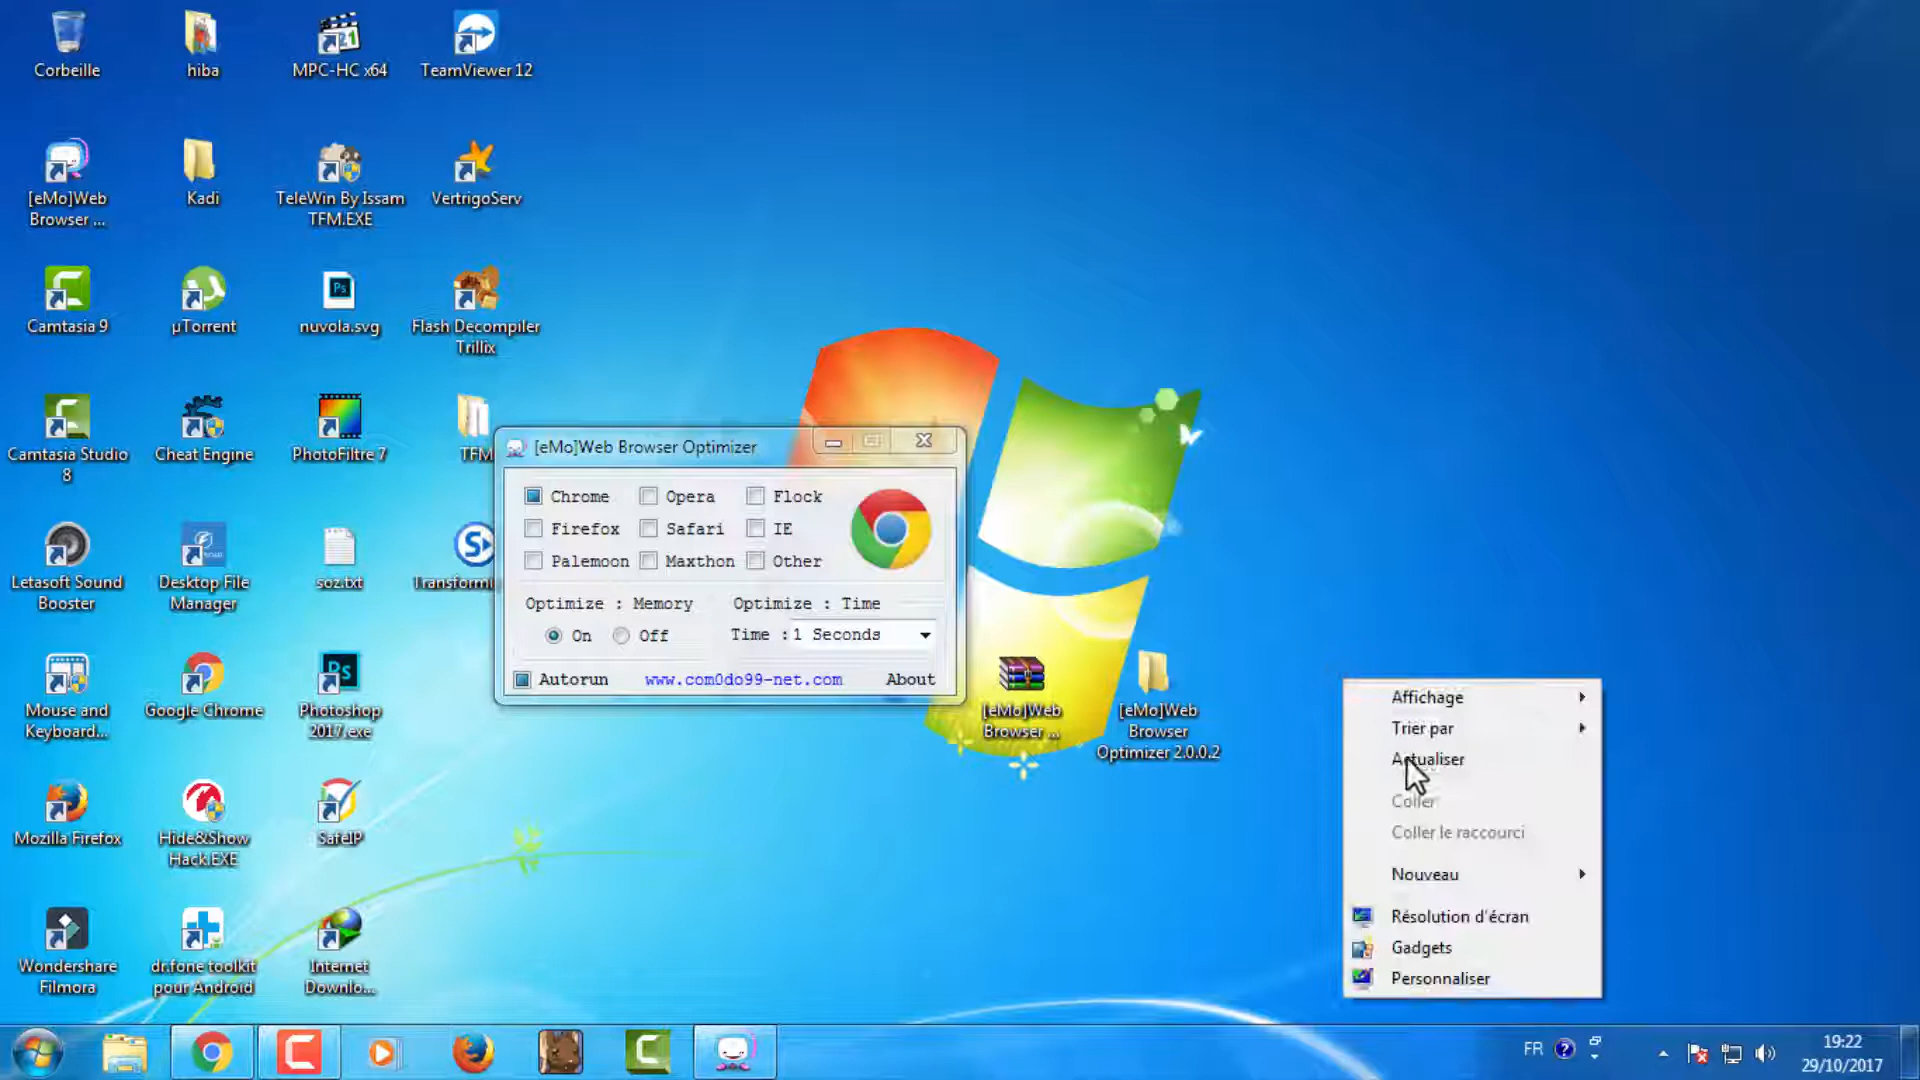 Corbeille
hiba
MPC-HC x64
TeamViewer 12
[eMo]Web
Browser ...
Kadi
TeleWin By Issam
TFM.EXE
VertrigoServ
Camtasia 9
µTorrent
nuvola.svg
Flash Decompiler
Trillix
Camtasia Studio
8
Cheat Engine
PhotoFiltre 7
TFM
Letasoft Sound
Booster
Desktop File
Manager
soz.txt
Transformi
Mouse and
Keyboard...
Google Chrome
Photoshop
2017.exe
Mozilla Firefox
Hide&Show
Hack.EXE
SafeIP
Wondershare
Filmora
dr.fone toolkit
pour Android
Internet
Downlo...
[eMo]Web Browser Optimizer
Chrome Opera Flock
Firefox Safari IE
Palemoon Maxthon Other
Optimize : Memory Optimize : Time
On Off Time : 1 Seconds
Autorun www.com0do99-net.com About
[eMo]Web
Browser ...
[eMo]Web
Browser
Optimizer 2.0.0.2
Affichage
Trier par
Actualiser
Coller
Coller le raccourci
Nouveau
Résolution d'écran
Gadgets
Personnaliser
FR
19:22
29/10/2017